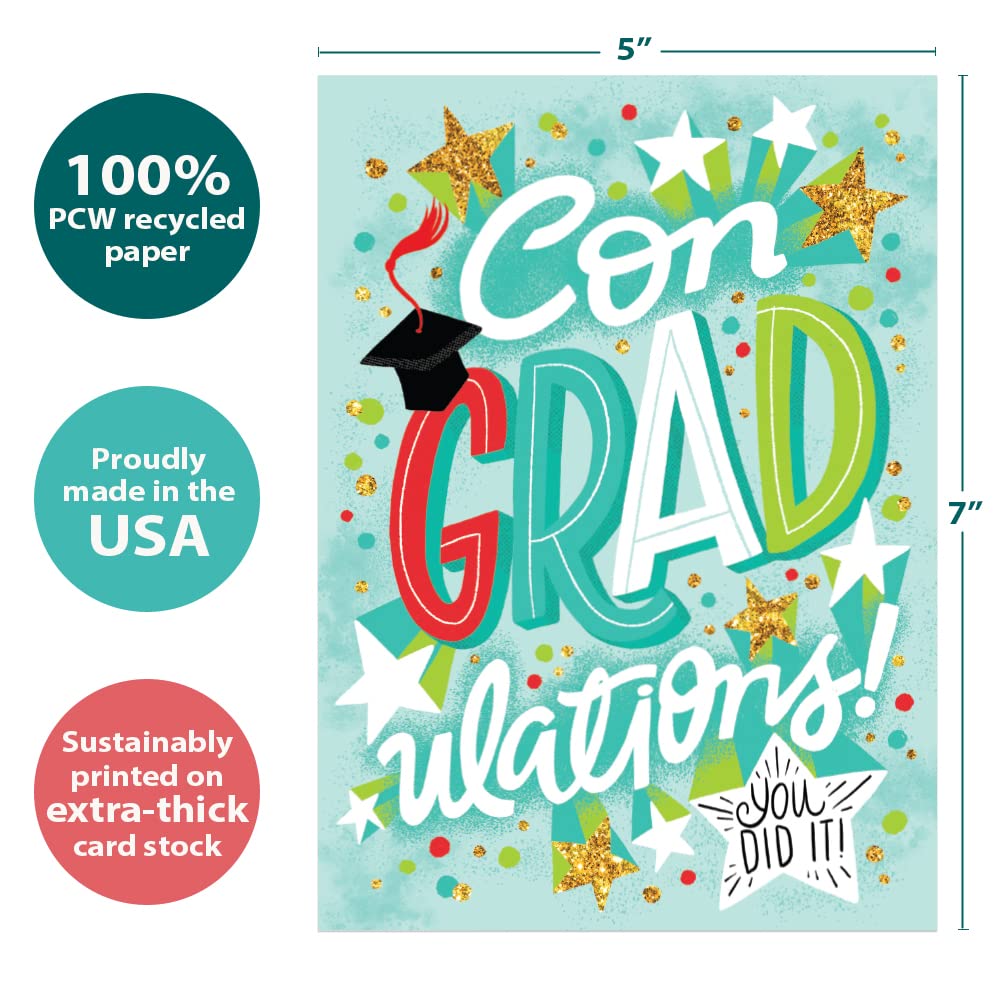 100%
PCW recycled
paper
Proudly
made in the
USA
Sustainably
printed on
extra-thick
card stock
5”
7”
Con
GRAD
ulations!
you
DID IT!